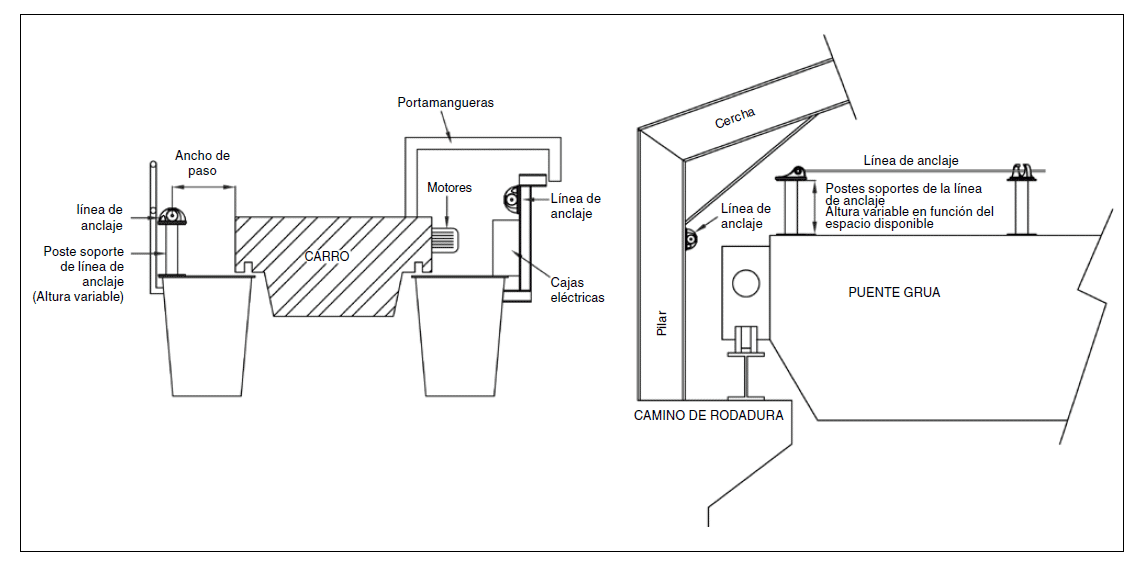 Portamangueras
Ancho de
paso
Motores
línea de
anclaje
Línea de
anclaje
Poste soporte
de línea de
anclaje
(Altura variable)
CARRO
Cajas
eléctricas
Cercha
Línea de anclaje
Postes soportes de la línea
de anclaje
Altura variable en función del
espacio disponible
Línea de
anclaje
PUENTE GRUA
Pilar
CAMINO DE RODADURA